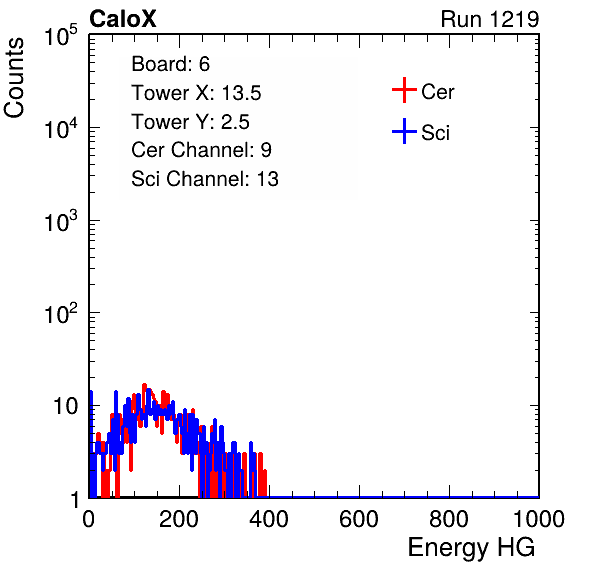 CaloX Run 1219
Counts
10^5
10^4
10^3
10^2
10
1
Board: 6
Tower X: 13.5
Tower Y: 2.5
Cer Channel: 9
Sci Channel: 13
Cer
Sci
0 200 400 600 800 1000
Energy HG